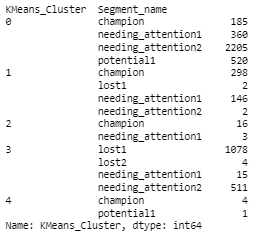 KMeans_Cluster  Segment_name
0               champion               185
                needing_attention1     360
                needing_attention2    2205
                potential1             520
1               champion               298
                lost1                    2
                needing_attention1     146
                needing_attention2       2
2               champion                16
                needing_attention1       3
3               lost1                 1078
                lost2                    4
                needing_attention1      15
                needing_attention2     511
4               champion                 4
                potential1               1
Name: KMeans_Cluster, dtype: int64